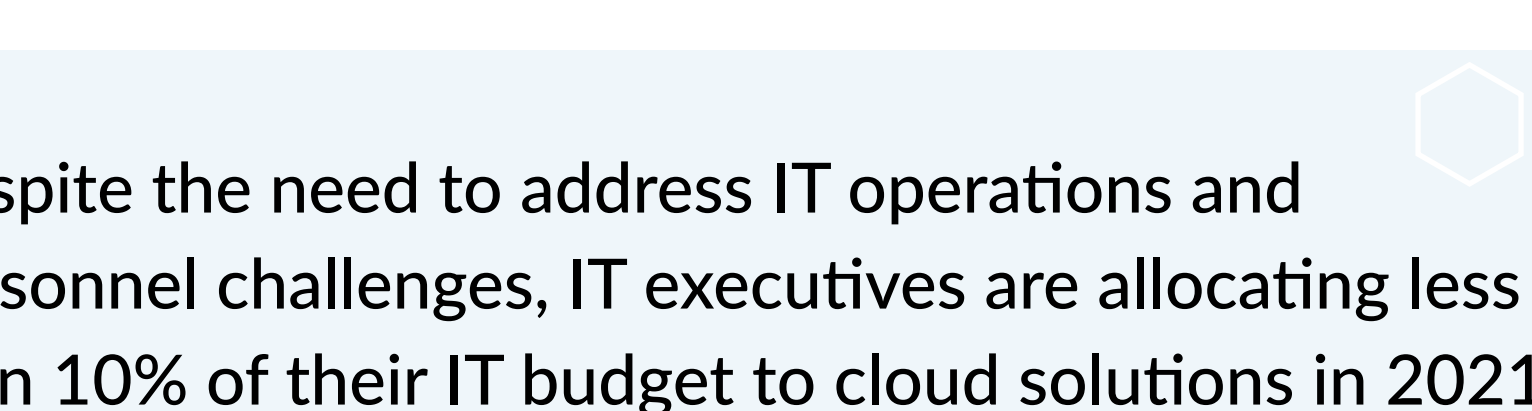 spite the need to address IT operations and
sonnel challenges, IT executives are allocating less
n 10% of their IT budget to cloud solutions in 2021